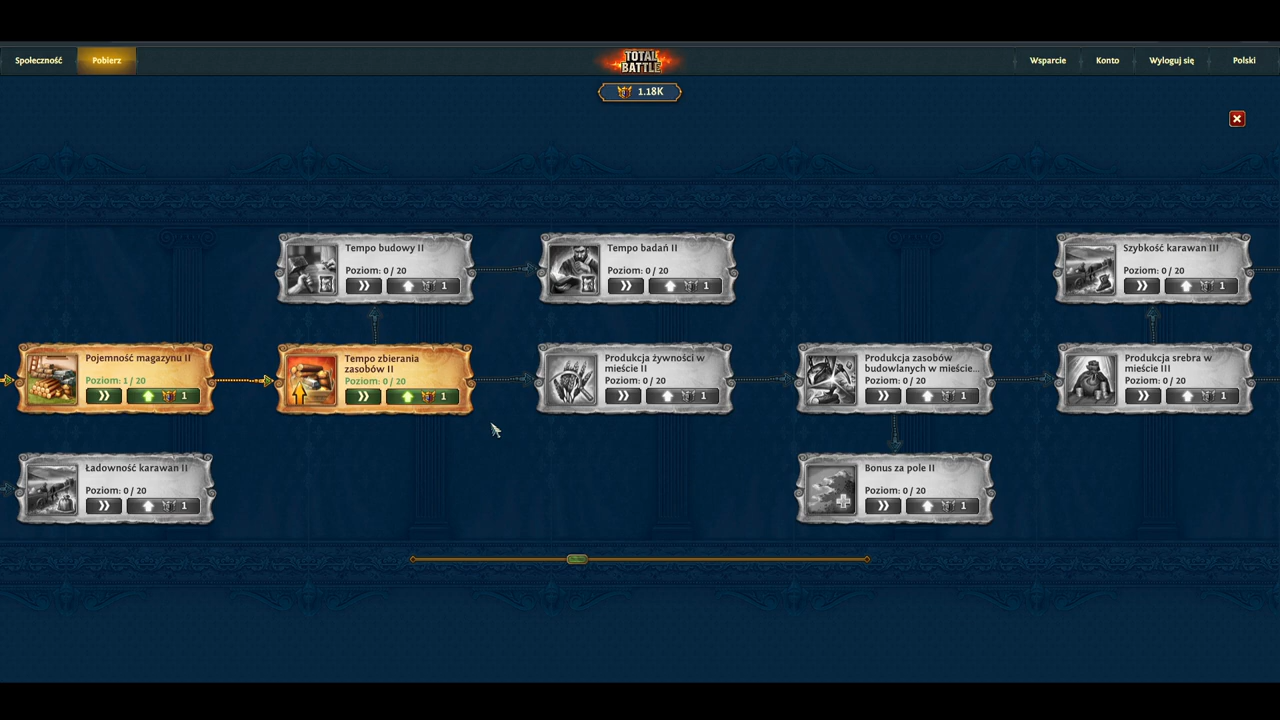 Społeczność
Pobierz
TOTAL
BATTLE
Wsparcie
Konto
Wyloguj się
Polski
1.18K
Tempo budowy II
Poziom: 0 / 20
1
Tempo badań II
Poziom: 0 / 20
1
Szybkość karawan III
Poziom: 0 / 20
1
Pojemność magazynu II
Poziom: 1 / 20
1
Tempo zbierania
zasobów II
Poziom: 0 / 20
1
Produkcja żywności w
mieście II
Poziom: 0 / 20
1
Produkcja zasobów
budowlanych w mieście...
Poziom: 0 / 20
1
Produkcja srebra w
mieście III
Poziom: 0 / 20
1
Ładowność karawan II
Poziom: 0 / 20
1
Bonus za pole II
Poziom: 0 / 20
1